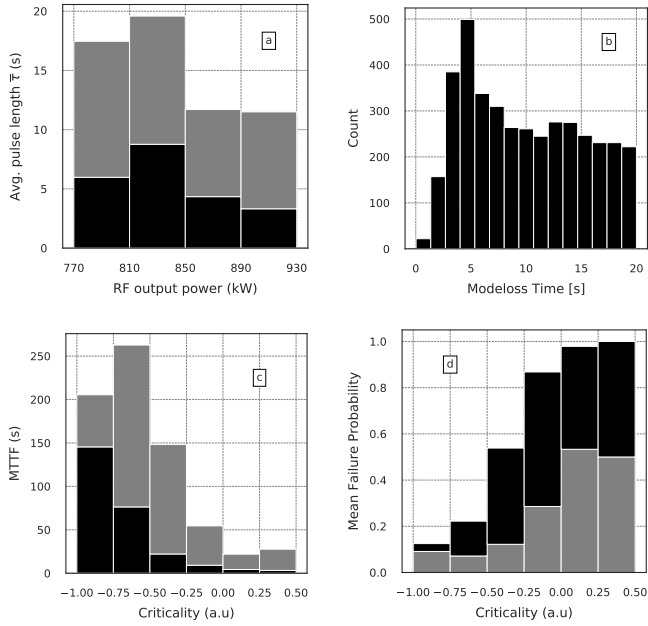 20
15
10
5
0
770 810 850 890 930
Avg. pulse length τ̅ (s)
RF output power (kW)
a
500
400
300
200
100
0
0 5 10 15 20
Count
Modeloss Time [s]
b
250
200
150
100
50
0
−1.00 −0.75 −0.50 −0.25 0.00 0.25 0.50
MTTF (s)
Criticality (a.u)
c
1.0
0.8
0.6
0.4
0.2
0.0
−1.00 −0.75 −0.50 −0.25 0.00 0.25 0.50
Mean Failure Probability
Criticality (a.u)
d